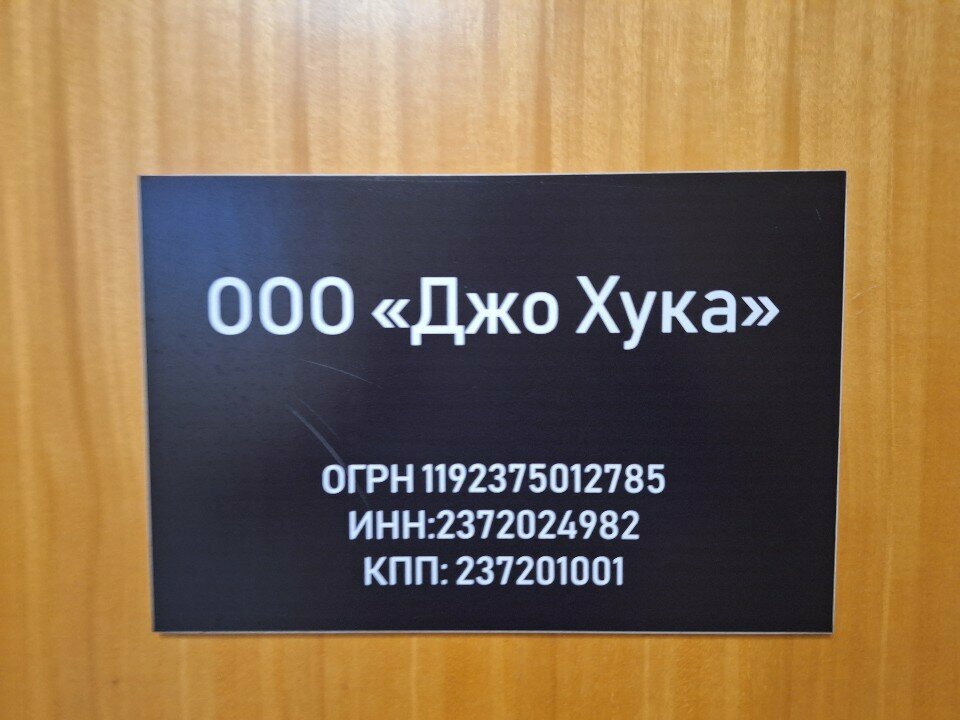 ООО «Джо Хука»
ОГРН 1192375012785
ИНН:2372024982
КПП: 237201001